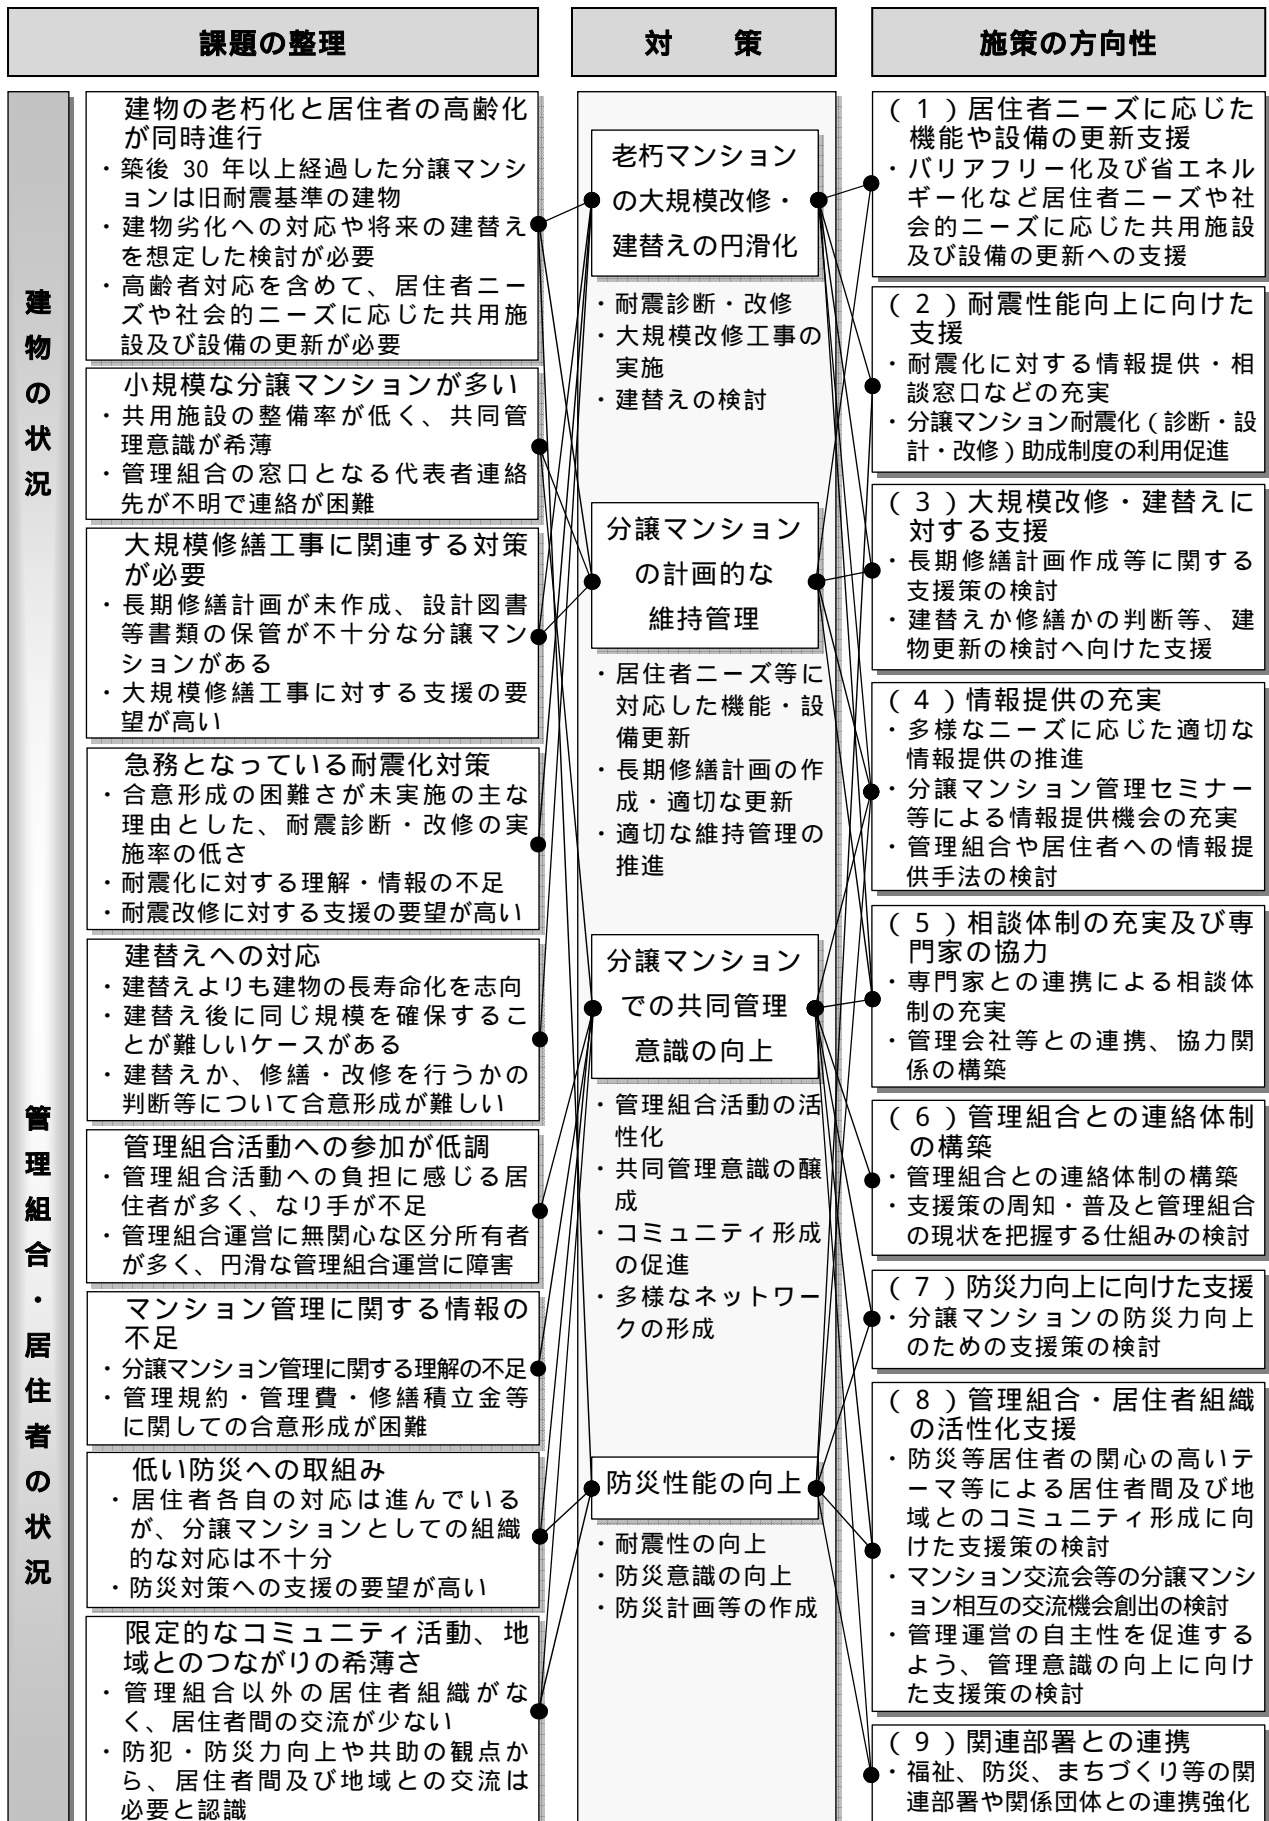 課題の整理
建物の状況
管理組合・居住者の状況
建物の老朽化と居住者の高齢化
が同時進行
・築後 30 年以上経過した分譲マンシ
ョンは旧耐震基準の建物
・建物劣化への対応や将来の建替え
を想定した検討が必要
・高齢者対応を含めて、居住者ニー
ズや社会的ニーズに応じた共用施
設及び設備の更新が必要
小規模な分譲マンションが多い
・共用施設の整備率が低く、共同管
理意識が希薄
・管理組合の窓口となる代表者連絡
先が不明で連絡が困難
大規模修繕工事に関連する対策
が必要
・長期修繕計画が未作成、設計図書
等書類の保管が不十分な分譲マン
ションがある
・大規模修繕工事に対する支援の要
望が高い
急務となっている耐震化対策
・合意形成の困難さが未実施の主な
理由とした、耐震診断・改修の実
施率の低さ
・耐震化に対する理解・情報の不足
・耐震改修に対する支援の要望が高い
建替えへの対応
・建替えよりも建物の長寿命化を志向
・建替え後に同じ規模を確保するこ
とが難しいケースがある
・建替えか、修繕・改修を行うかの
判断等について合意形成が難しい
管理組合活動への参加が低調
・管理組合活動への負担に感じる居
住者が多く、なり手が不足
・管理組合運営に無関心な区分所有者
が多く、円滑な管理組合運営に障害
マンション管理に関する情報の
不足
・分譲マンション管理に関する理解の不足
・管理規約・管理費・修繕積立金等
に関しての合意形成が困難
低い防災への取組み
・居住者各自の対応は進んでいる
が、分譲マンションとしての組織
的な対応は不十分
・防災対策への支援の要望が高い
限定的なコミュニティ活動、地
域とのつながりの希薄さ
・管理組合以外の居住者組織がな
く、居住者間の交流が少ない
・防犯・防災力向上や共助の観点か
ら、居住者間及び地域との交流は
必要と認識
対　策
老朽マンション
の大規模改修・
建替えの円滑化
・耐震診断・改修
・大規模改修工事の
実施
・建替えの検討
分譲マンション
の計画的な
維持管理
・居住者ニーズ等に
対応した機能・設
備更新
・長期修繕計画の作
成・適切な更新
・適切な維持管理の
推進
分譲マンション
での共同管理
意識の向上
・管理組合活動の活
性化
・共同管理意識の醸
成
・コミュニティ形成
の促進
・多様なネットワー
クの形成
防災性能の向上
・耐震性の向上
・防災意識の向上
・防災計画等の作成
施策の方向性
(1)居住者ニーズに応じた
機能や設備の更新支援
・バリアフリー化及び省エネル
ギー化など居住者ニーズや社
会的ニーズに応じた共用施設
及び設備の更新への支援
(2)耐震性能向上に向けた
支援
・耐震化に対する情報提供・相
談窓口などの充実
・分譲マンション耐震化(診断・設
計・改修)助成制度の利用促進
(3)大規模改修・建替えに
対する支援
・長期修繕計画作成等に関する
支援策の検討
・建替えか修繕かの判断等、建
物更新の検討へ向けた支援
(4)情報提供の充実
・多様なニーズに応じた適切な
情報提供の推進
・分譲マンション管理セミナー
等による情報提供機会の充実
・管理組合や居住者への情報提
供手法の検討
(5)相談体制の充実及び専
門家の協力
・専門家との連携による相談体
制の充実
・管理会社等との連携、協力関
係の構築
(6)管理組合との連絡体制
の構築
・管理組合との連絡体制の構築
・支援策の周知・普及と管理組合
の現状を把握する仕組みの検討
(7)防災力向上に向けた支援
・分譲マンションの防災力向上
のための支援策の検討
(8)管理組合・居住者組織
の活性化支援
・防災等居住者の関心の高いテ
ーマ等による居住者間及び地
域とのコミュニティ形成に向
けた支援策の検討
・マンション交流会等の分譲マンシ
ョン相互の交流機会創出の検討
・管理運営の自主性を促進する
よう、管理意識の向上に向け
た支援策の検討
(9)関連部署との連携
・福祉、防災、まちづくり等の関
連部署や関係団体との連携強化